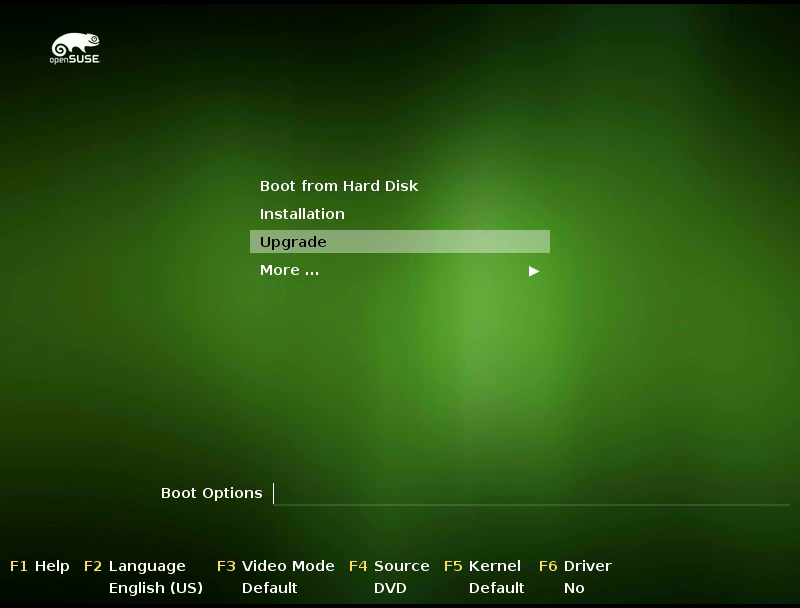 openSUSE
Boot from Hard Disk
Installation
Upgrade
More ...
Boot Options
F1 Help F2 Language F3 Video Mode F4 Source F5 Kernel F6 Driver
English (US) Default DVD Default No